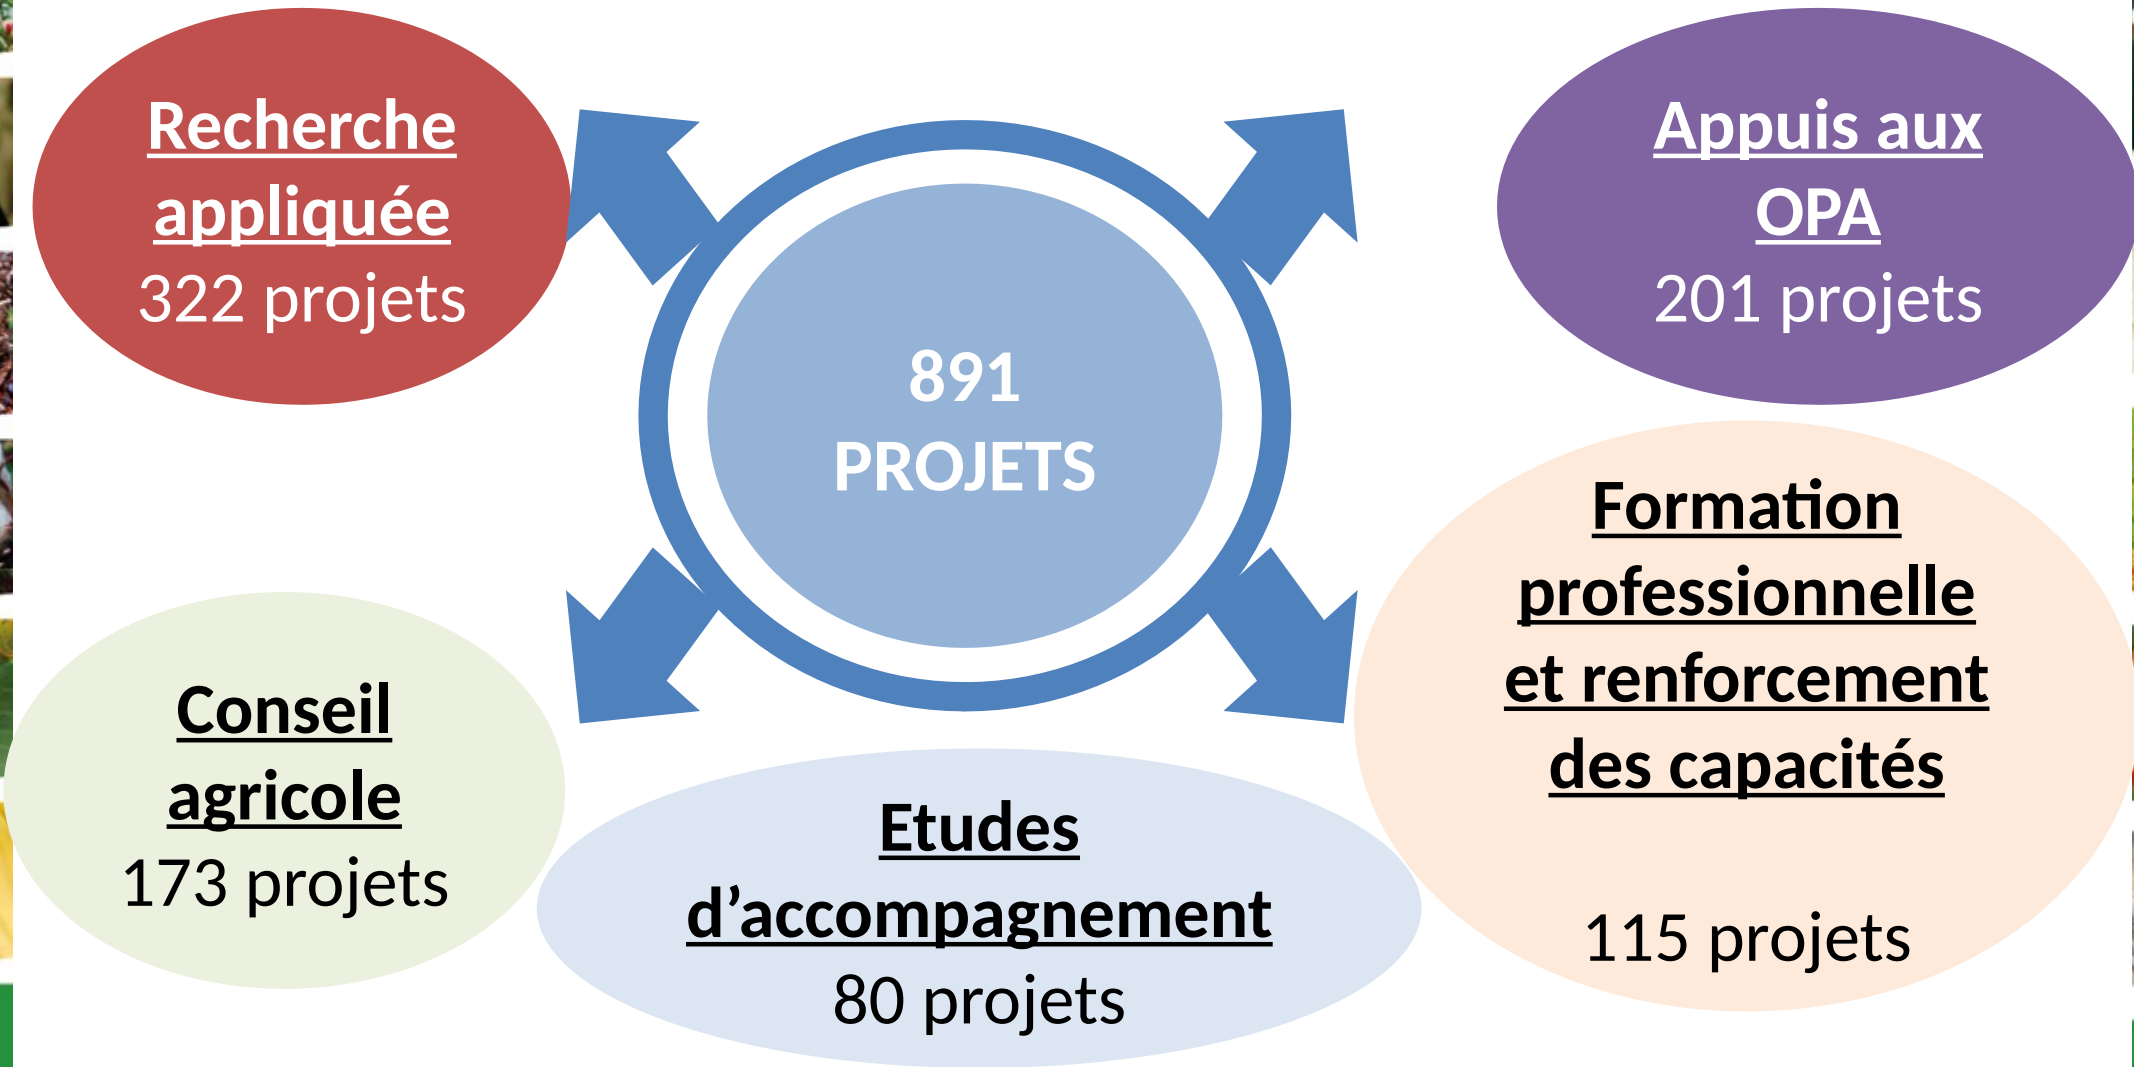 Recherche
appliquée
322 projets
Appuis aux
OPA
201 projets
891
PROJETS
Formation
professionnelle
et renforcement
des capacités
115 projets
Conseil
agricole
173 projets
Etudes
d’accompagnement
80 projets